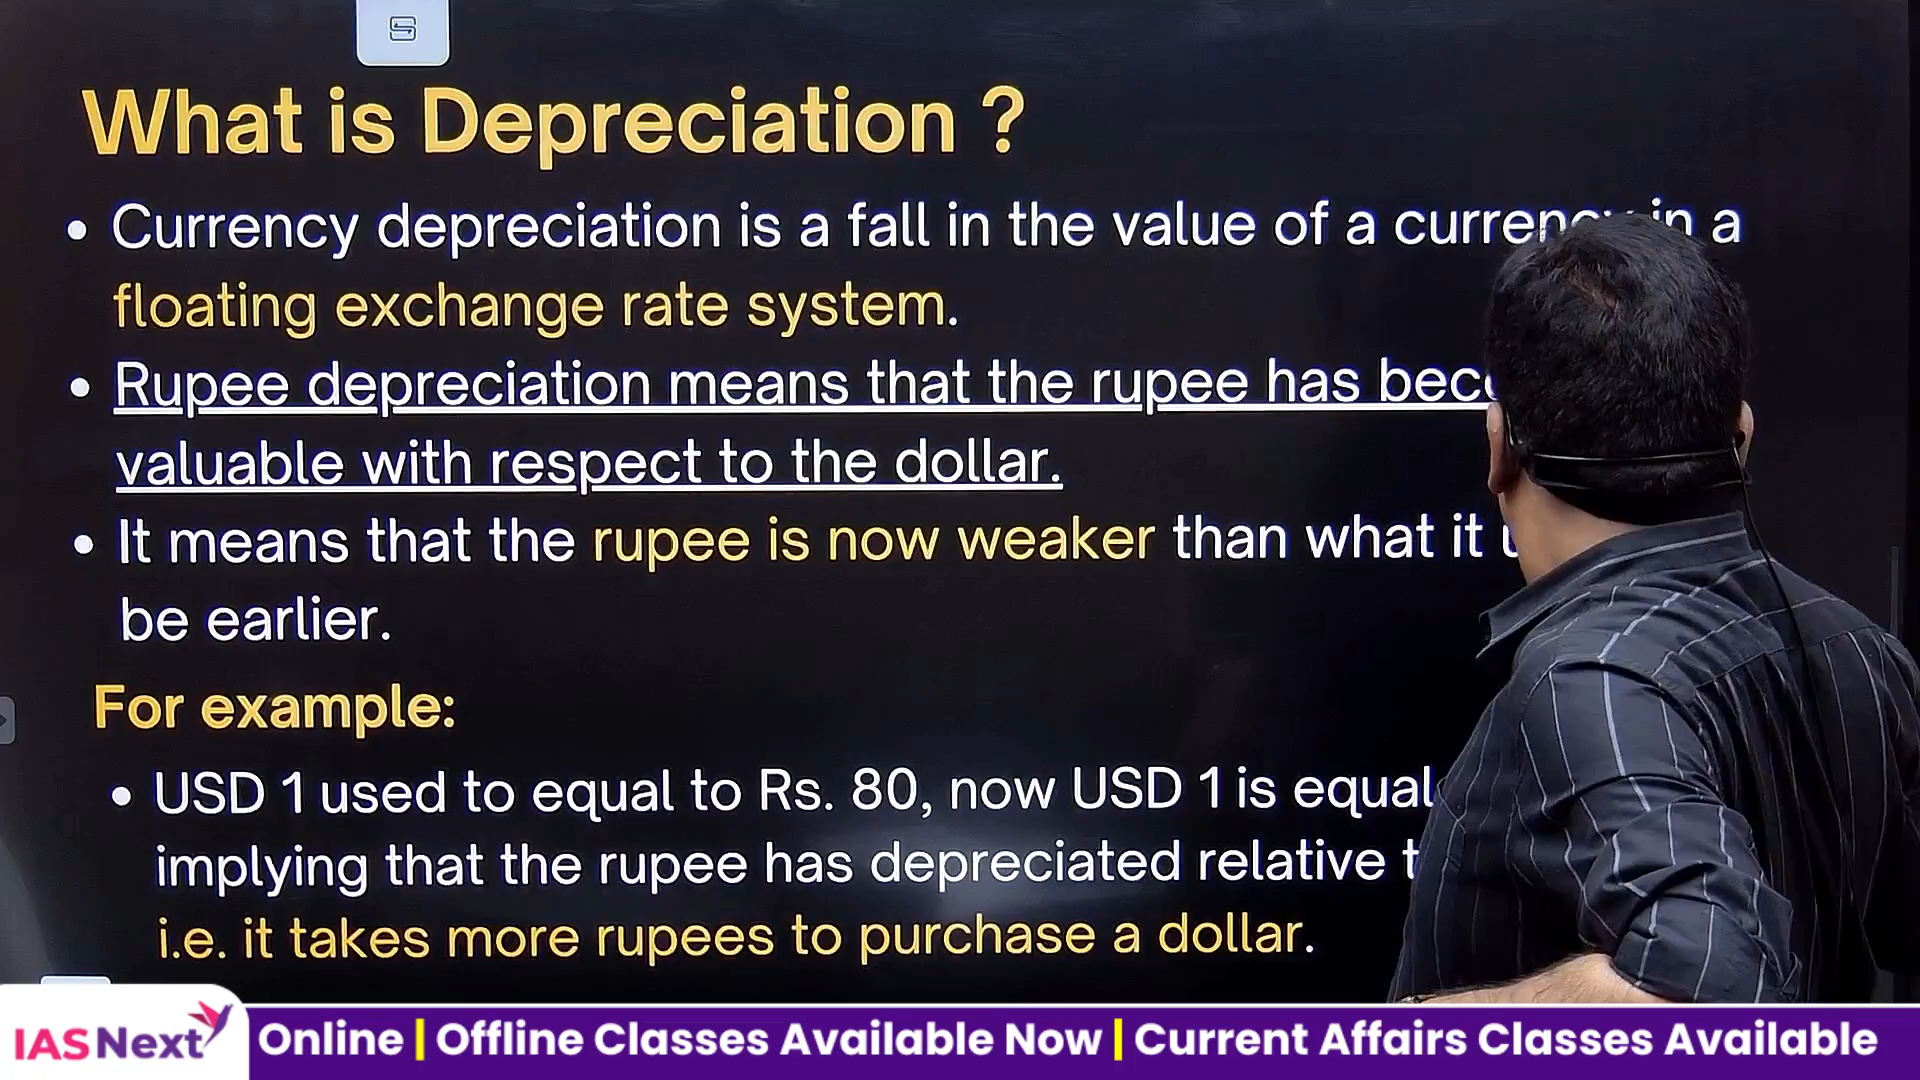 What is Depreciation ?
• Currency depreciation is a fall in the value of a currency in a
floating exchange rate system.
• Rupee depreciation means that the rupee has
valuable with respect to the dollar.
• It means that the rupee is now weaker than what it
be earlier.
For example:
• USD 1 used to equal to Rs. 80, now USD 1 is equal
implying that the rupee has depreciated relative
i.e. it takes more rupees to purchase a dollar.
IAS Next Online | Offline Classes Available Now | Current Affairs Classes Available